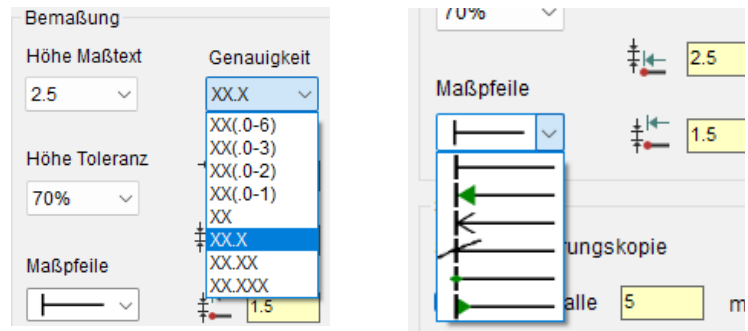 Bemaßung
Höhe Maßtext
Genauigkeit
2.5
XX.X
XX(.0-6)
XX(.0-3)
XX(.0-2)
XX(.0-1)
XX
XX.X
XX.XX
XX.XXX
Höhe Toleranz
70%
Maßpfeile
1.5
70%
2.5
Maßpfeile
1.5
rungskopie
alle
5
m